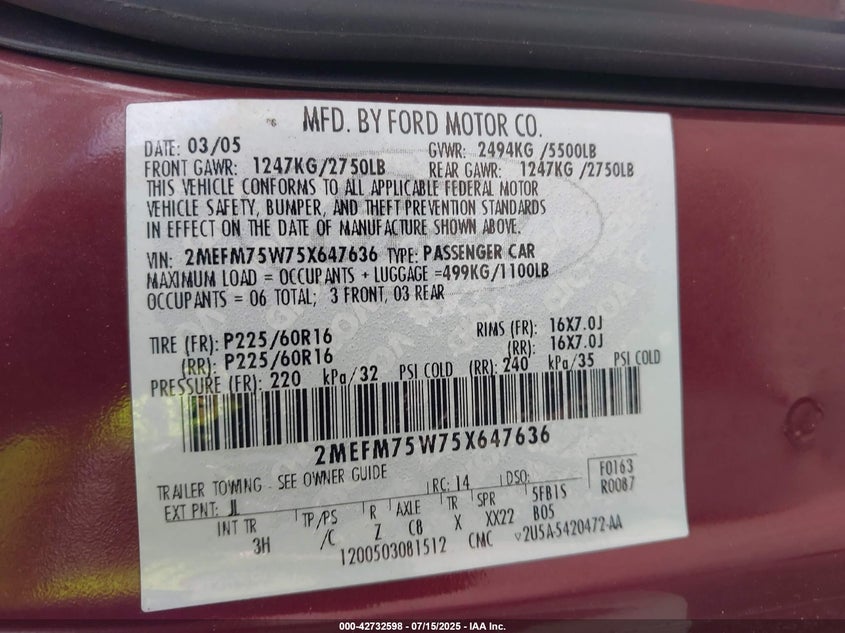 MFD. BY FORD MOTOR CO.
DATE: 03/05 GVWR: 2494KG /5500LB
FRONT GAWR: 1247KG/2750LB REAR GAWR: 1247KG /2750LB
THIS VEHICLE CONFORMS TO ALL APPLICABLE FEDERAL MOTOR
VEHICLE SAFETY, BUMPER, AND THEFT PREVENTION STANDARDS
IN EFFECT ON THE DATE OF MANUFACTURE SHOWN ABOVE.
VIN: 2MEFM75W75X647636 TYPE: PASSENGER CAR
MAXIMUM LOAD = OCCUPANTS + LUGGAGE =499KG/1100LB
OCCUPANTS = 06 TOTAL; 3 FRONT, 03 REAR
TIRE (FR): P225/60R16 RIMS (FR): 16X7.0J
(RR): P225/60R16 (RR): 16X7.0J
PRESSURE (FR): 220 kPa/32 PSI COLD (RR): 240 kPa/35 PSI COLD
2MEFM75W75X647636
TRAILER TOWING - SEE OWNER GUIDE
EXT PNT: JL RC: 14 DSO: F0163
R0087
INT TR TP/PS R AXLE TR SPR 5FB1S
3H /C Z C8 X XX22 B05
1200503081512 CMC V2U5A-5420472-AA
000-42732598 - 07/15/2025 - IAA Inc.